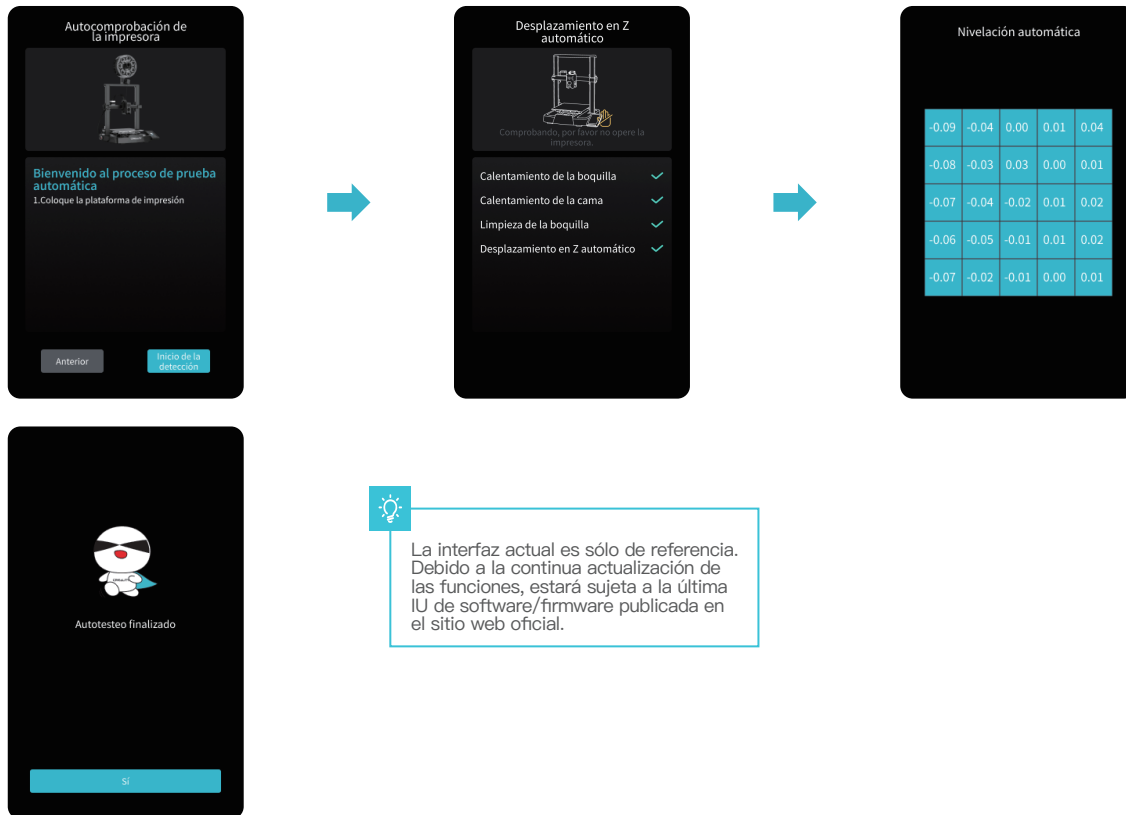 Autocomprobación de
la impresora
Bienvenido al proceso de prueba
automática
1.Coloque la plataforma de impresión
Anterior
Inicio de la
detección
Desplazamiento en Z
automático
Comprobando, por favor no opere la
impresora.
Calentamiento de la boquilla
Calentamiento de la cama
Limpieza de la boquilla
Desplazamiento en Z automático
Nivelación automática
-0.09 -0.04 0.00 0.01 0.04
-0.08 -0.03 0.03 0.00 0.01
-0.07 -0.04 -0.02 0.01 0.02
-0.06 -0.05 -0.01 0.01 0.02
-0.07 -0.02 -0.01 0.00 0.01
CREALITY
Autotesteo finalizado
Sí
La interfaz actual es sólo de referencia.
Debido a la continua actualización de
las funciones, estará sujeta a la última
IU de software/firmware publicada en
el sitio web oficial.